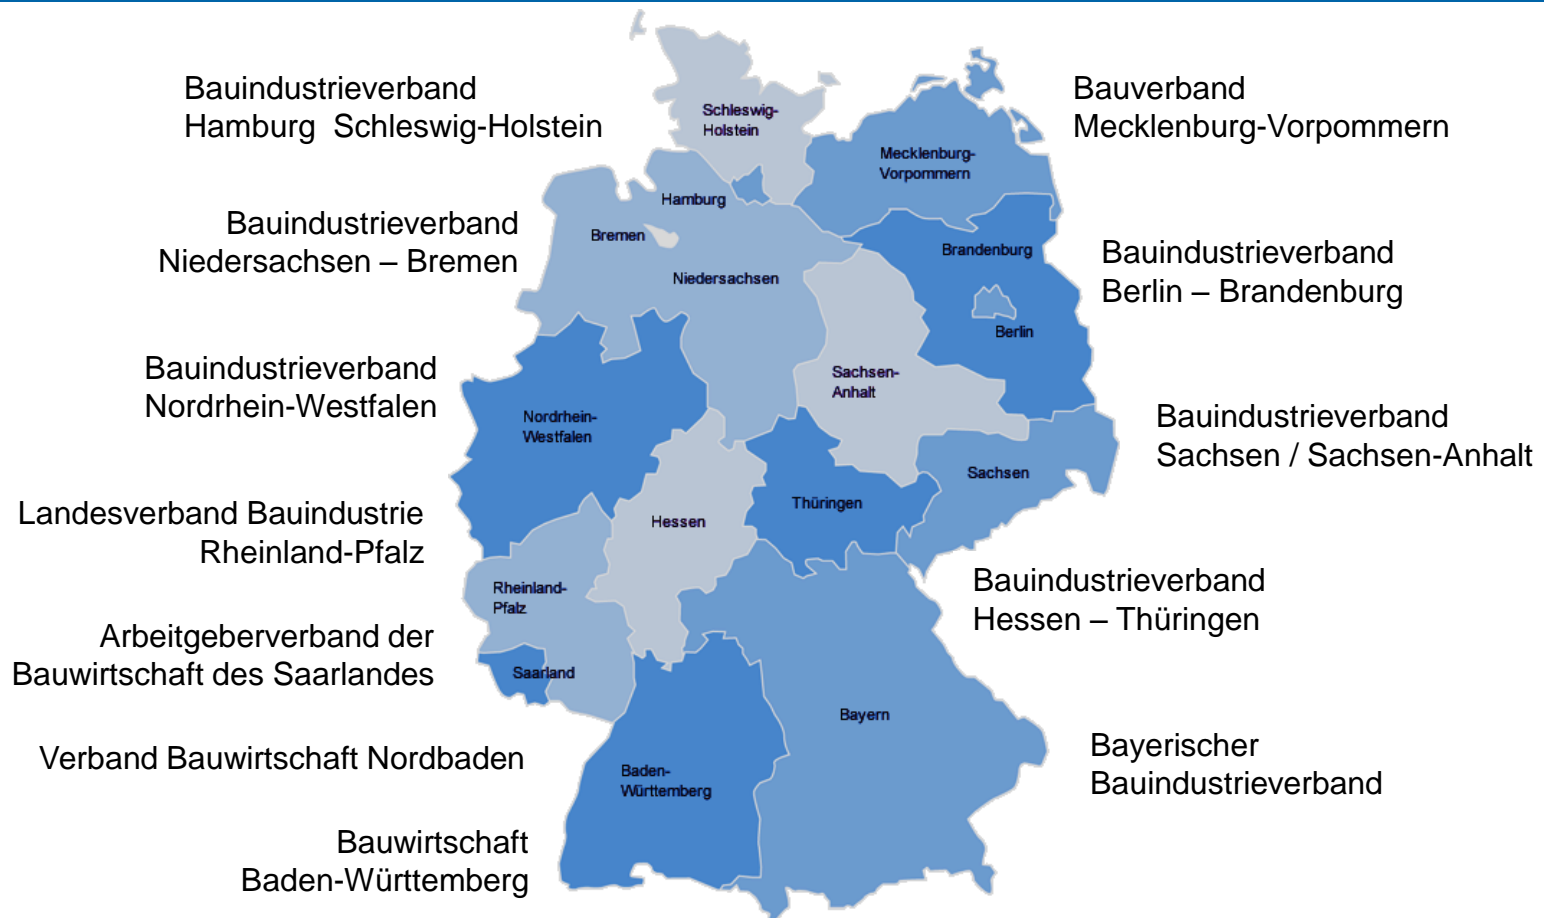 Bauindustrieverband
Hamburg  Schleswig-Holstein
Bauindustrieverband
Niedersachsen – Bremen
Bauindustrieverband
Nordrhein-Westfalen
Landesverband Bauindustrie
Rheinland-Pfalz
Arbeitgeberverband der
Bauwirtschaft des Saarlandes
Verband Bauwirtschaft Nordbaden
Bauwirtschaft
Baden-Württemberg
Schleswig-
Holstein
Mecklenburg-
Vorpommern
Hamburg
Bremen
Niedersachsen
Brandenburg
Berlin
Sachsen-
Anhalt
Nordrhein-
Westfalen
Sachsen
Thüringen
Hessen
Rheinland-
Pfalz
Saarland
Bayern
Baden-
Württemberg
Bauverband
Mecklenburg-Vorpommern
Bauindustrieverband
Berlin – Brandenburg
Bauindustrieverband
Sachsen / Sachsen-Anhalt
Bauindustrieverband
Hessen – Thüringen
Bayerischer
Bauindustrieverband